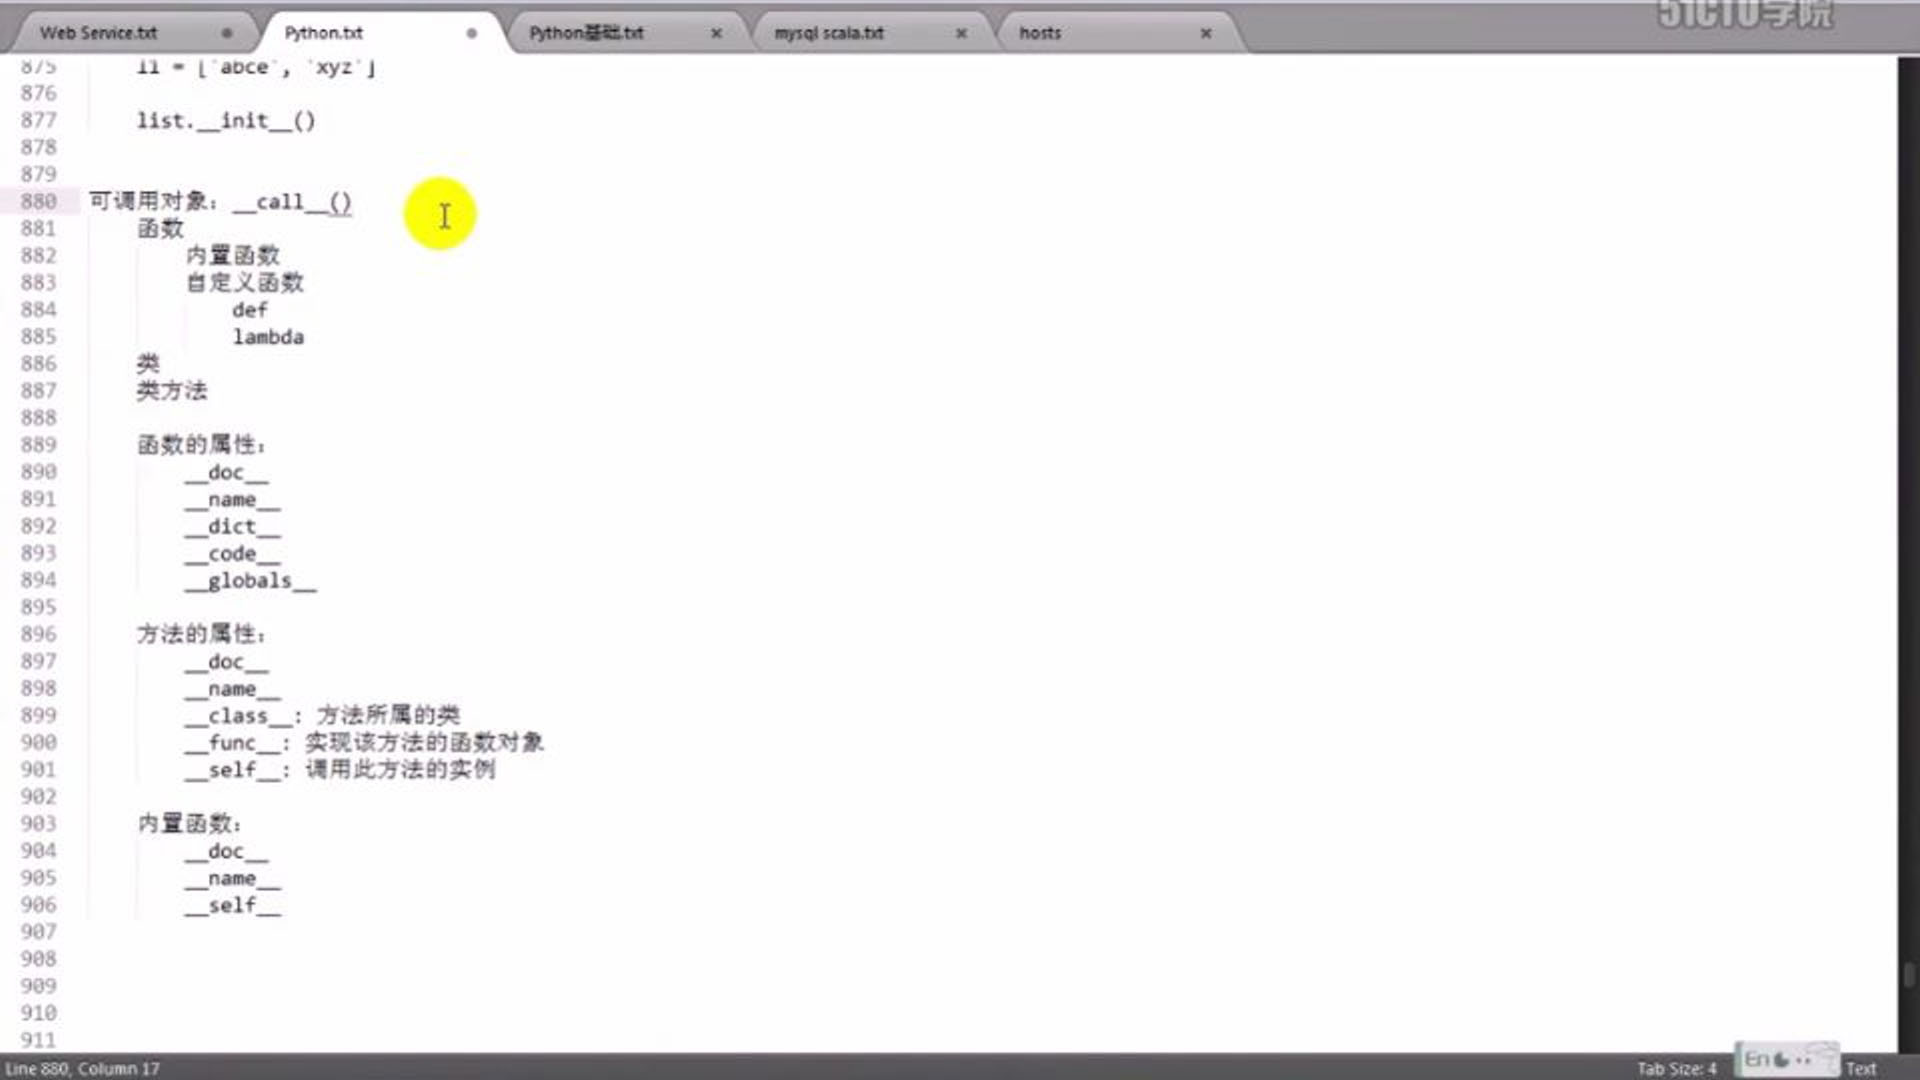 51CTO学院
Web Service.txt
Python.txt
Python基础.txt
mysql scala.txt
hosts
875 l1 = ['abce', 'xyz']
876
877 list.__init__()
878
879
880 可调用对象：__call__()
881 函数
882 内置函数
883 自定义函数
884 def
885 lambda
886 类
887 类方法
888
889 函数的属性：
890 __doc__
891 __name__
892 __dict__
893 __code__
894 __globals__
895
896 方法的属性：
897 __doc__
898 __name__
899 __class__: 方法所属的类
900 __func__: 实现该方法的函数对象
901 __self__: 调用此方法的实例
902
903 内置函数：
904 __doc__
905 __name__
906 __self__
907
908
909
910
911
Line 880, Column 17
Tab Size: 4
En
Text